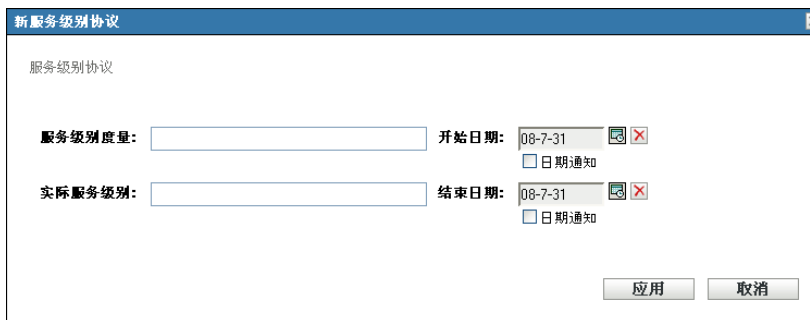 新服务级别协议
服务级别协议
服务级别度量: 开始日期: 08-7-31
日期通知
实际服务级别: 结束日期: 08-7-31
日期通知
应用 取消